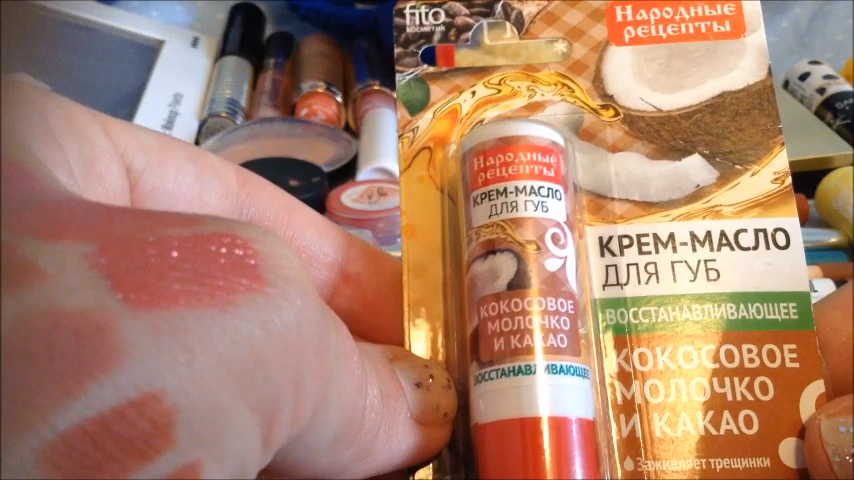 fito
косметик
Народные
рецепты
Народные
рецепты
КРЕМ-МАСЛО
ДЛЯ ГУБ
КОКОСОВОЕ
МОЛОЧКО
И КАКАО
ВОССТАНАВЛИВАЮЩЕЕ
КРЕМ-МАСЛО
ДЛЯ ГУБ
ВОССТАНАВЛИВАЮЩЕЕ
КОКОСОВОЕ
МОЛОЧКО
И КАКАО
Заживляет трещинки